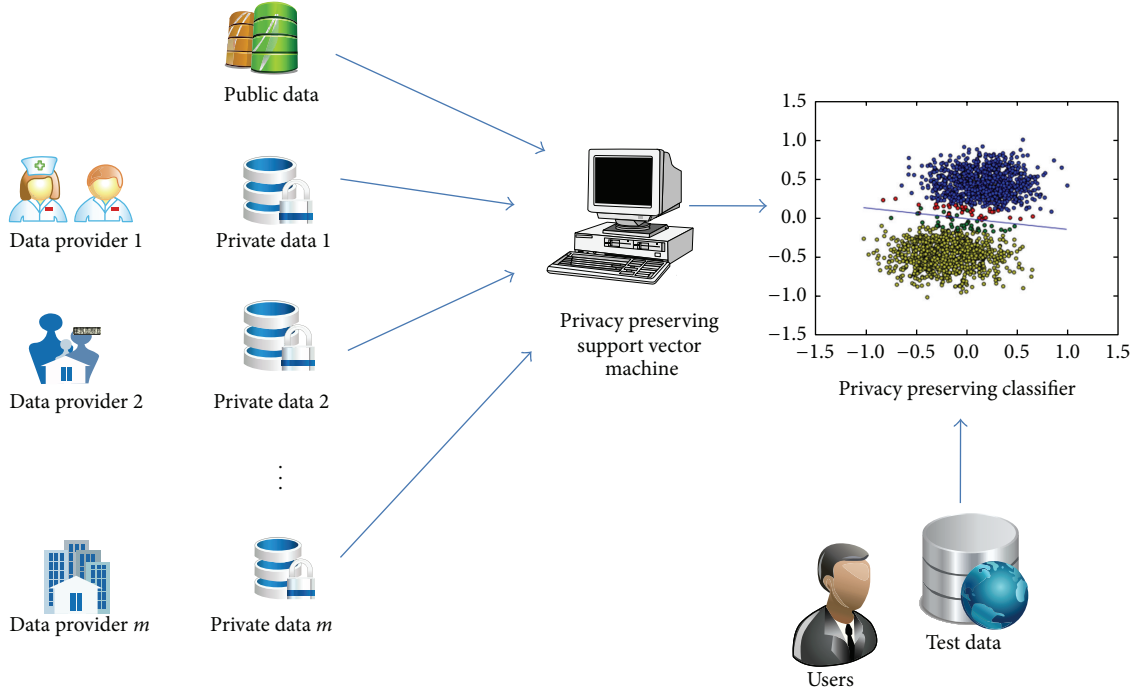 Public data
Data provider 1
Private data 1
Data provider 2
Private data 2
⋮
Data provider m
Private data m
Privacy preserving
support vector
machine
1.5
1.0
0.5
0.0
−0.5
−1.0
−1.5
−1.5 −1.0 −0.5 0.0 0.5 1.0 1.5
Privacy preserving classifier
Users
Test data